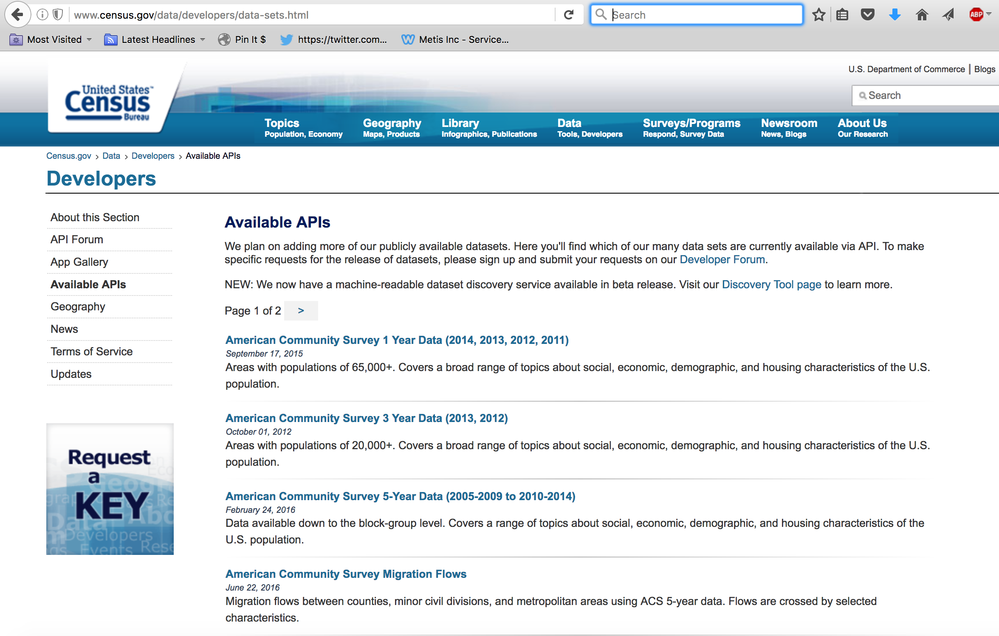 www.census.gov/data/developers/data-sets.html
Search
ABP
Most Visited
Latest Headlines
Pin It $
https://twitter.com...
Metis Inc - Service...
U.S. Department of Commerce | Blogs
United States™
Census
Bureau
Search
Topics
Population, Economy
Geography
Maps, Products
Library
Infographics, Publications
Data
Tools, Developers
Surveys/Programs
Respond, Survey Data
Newsroom
News, Blogs
About Us
Our Research
Census.gov › Data › Developers › Available APIs
Developers
About this Section
API Forum
App Gallery
Available APIs
Geography
News
Terms of Service
Updates
Request
a
KEY
Data
Developers
Events
Available APIs
We plan on adding more of our publicly available datasets. Here you'll find which of our many data sets are currently available via API. To make
specific requests for the release of datasets, please sign up and submit your requests on our Developer Forum.
NEW: We now have a machine-readable dataset discovery service available in beta release. Visit our Discovery Tool page to learn more.
Page 1 of 2 >
American Community Survey 1 Year Data (2014, 2013, 2012, 2011)
September 17, 2015
Areas with populations of 65,000+. Covers a broad range of topics about social, economic, demographic, and housing characteristics of the U.S.
population.
American Community Survey 3 Year Data (2013, 2012)
October 01, 2012
Areas with populations of 20,000+. Covers a broad range of topics about social, economic, demographic, and housing characteristics of the U.S.
population.
American Community Survey 5-Year Data (2005-2009 to 2010-2014)
February 24, 2016
Data available down to the block-group level. Covers a range of topics about social, economic, demographic, and housing characteristics of the
U.S. population.
American Community Survey Migration Flows
June 22, 2016
Migration flows between counties, minor civil divisions, and metropolitan areas using ACS 5-year data. Flows are crossed by selected
characteristics.